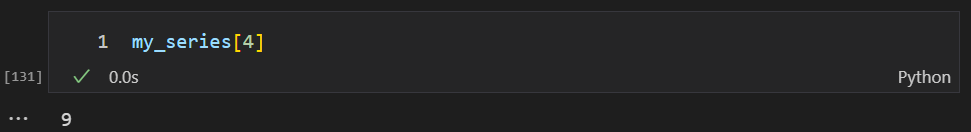 1 my_series[4]
[131] ✓ 0.0s Python
... 9